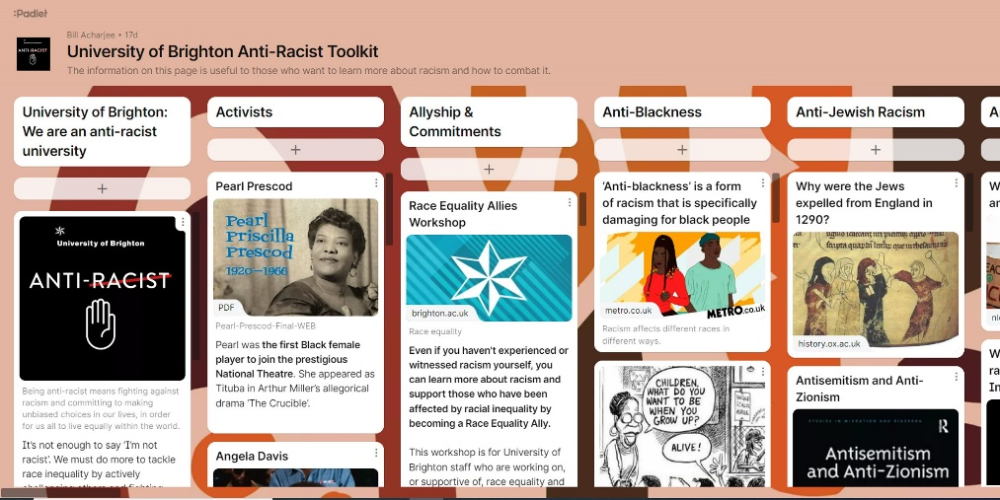 :Padlet
Bill Acharjee • 17d
University of Brighton Anti-Racist Toolkit
The information on this page is useful to those who want to learn more about racism and how to combat it.
University of Brighton:
We are an anti-racist
university
+
University of Brighton
ANTI-RACIST
Being anti-racist means fighting against
racism and committing to making
unbiased choices in our lives, in order
for us all to live equally within the world.
It's not enough to say 'I'm not
racist'. We must do more to tackle
race inequality by actively
Activists
+
Pearl Prescod
Pearl
Priscilla
Prescod
1920–1966
PDF
Pearl-Prescod-Final-WEB
Pearl was the first Black female
player to join the prestigious
National Theatre. She appeared as
Tituba in Arthur Miller's allegorical
drama 'The Crucible'.
Angela Davis
Allyship &
Commitments
+
Race Equality Allies
Workshop
brighton.ac.uk
Race equality
Even if you haven't experienced or
witnessed racism yourself, you
can learn more about racism and
support those who have been
affected by racial inequality by
becoming a Race Equality Ally.
This workshop is for University of
Brighton staff who are working on,
or supportive of, race equality and
Anti-Blackness
+
'Anti-blackness' is a form
of racism that is specifically
damaging for black people
metro.co.uk
METRO.co.uk
Racism affects different races in
different ways.
CHILDREN,
WHAT DO YOU
WANT TO BE
WHEN YOU
GROW UP?
ALIVE!
Anti-Jewish Racism
+
Why were the Jews
expelled from England in
1290?
history.ox.ac.uk
Antisemitism and Anti-
Zionism
STUDIES IN MIGRATION AND DIASPORA
R
Antisemitism
and Anti-Zionism